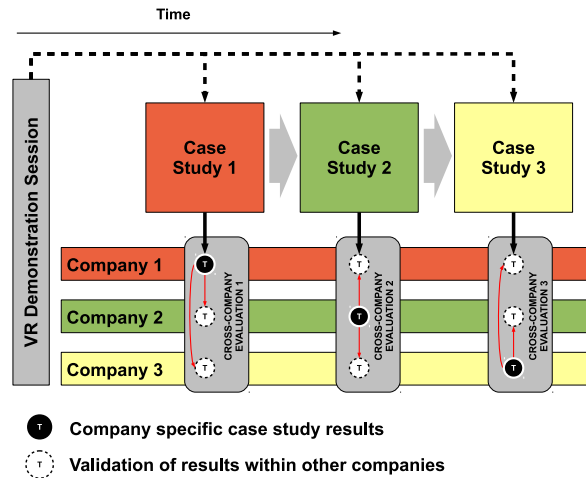 Time
VR Demonstration Session
Case
Study 1
Case
Study 2
Case
Study 3
Company 1
Company 2
Company 3
T
T
T
CROSS-COMPANY
EVALUATION 1
T
T
T
CROSS-COMPANY
EVALUATION 2
T
T
T
CROSS-COMPANY
EVALUATION 3
T
Company specific case study results
T
Validation of results within other companies